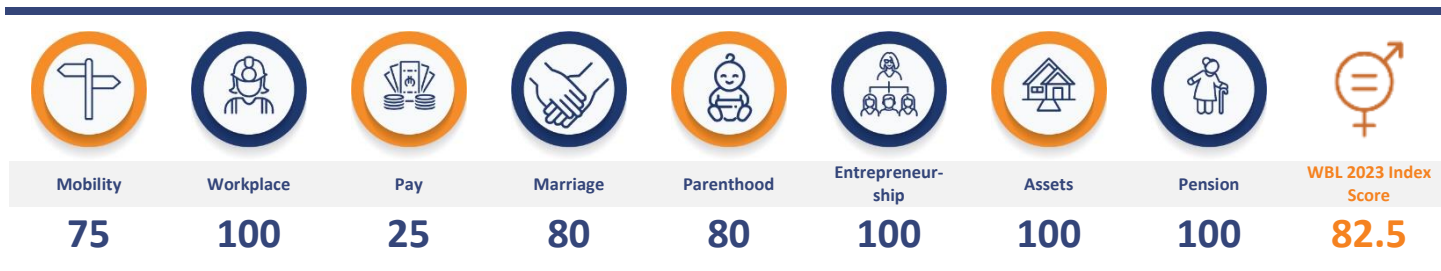 Mobility
Workplace
Pay
Marriage
Parenthood
Entrepreneur-
ship
Assets
Pension
WBL 2023 Index
Score
75
100
25
80
80
100
100
100
82.5